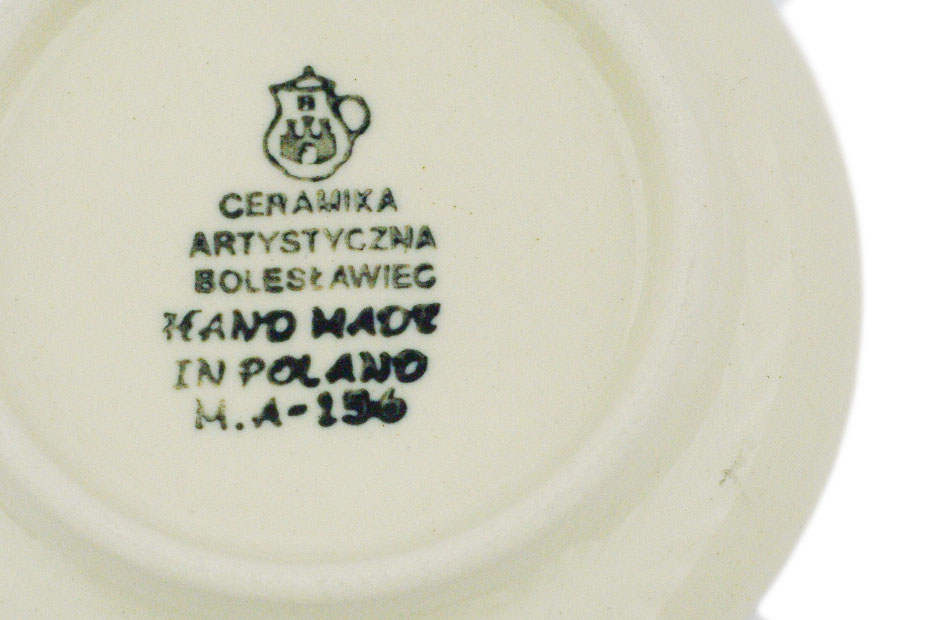 B
CERAMIKA
ARTYSTYCZNA
BOLESŁAWIEC
HAND MADE
IN POLAND
M.A-156